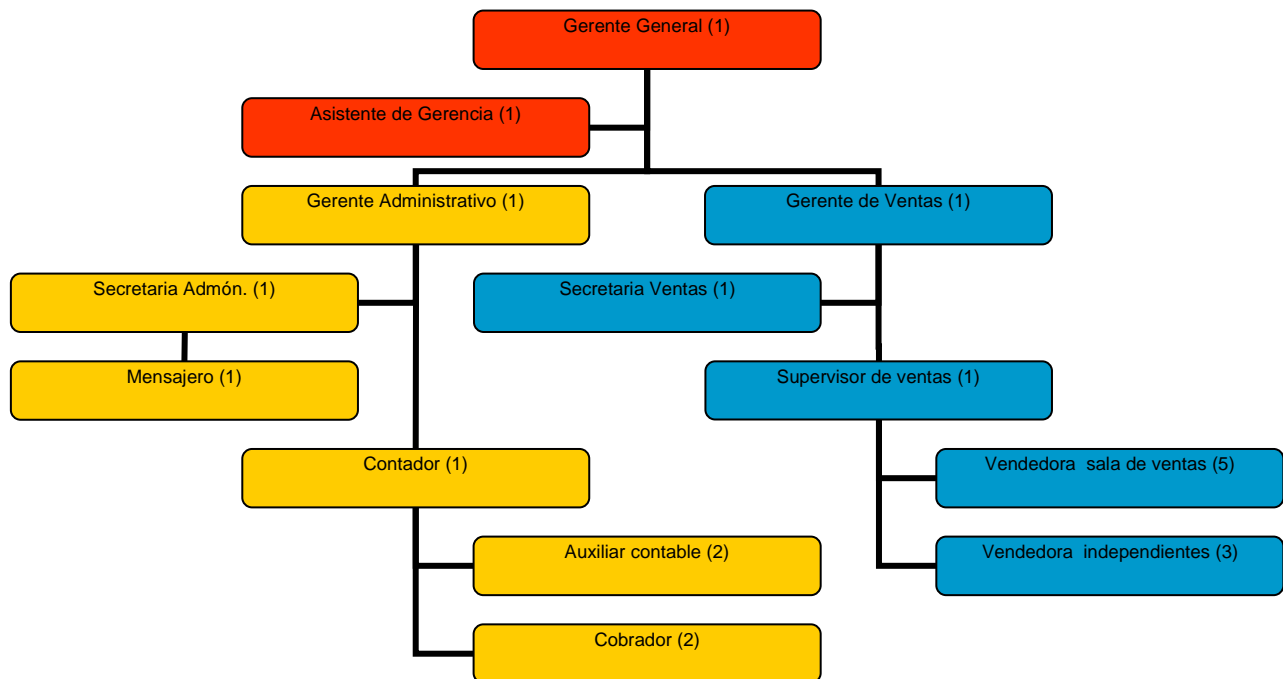 Gerente General (1)
Asistente de Gerencia (1)
Gerente Administrativo (1)
Gerente de Ventas (1)
Secretaria Admón. (1)
Secretaria Ventas (1)
Mensajero (1)
Supervisor de ventas (1)
Contador (1)
Vendedora  sala de ventas (5)
Auxiliar contable (2)
Vendedora  independientes (3)
Cobrador (2)